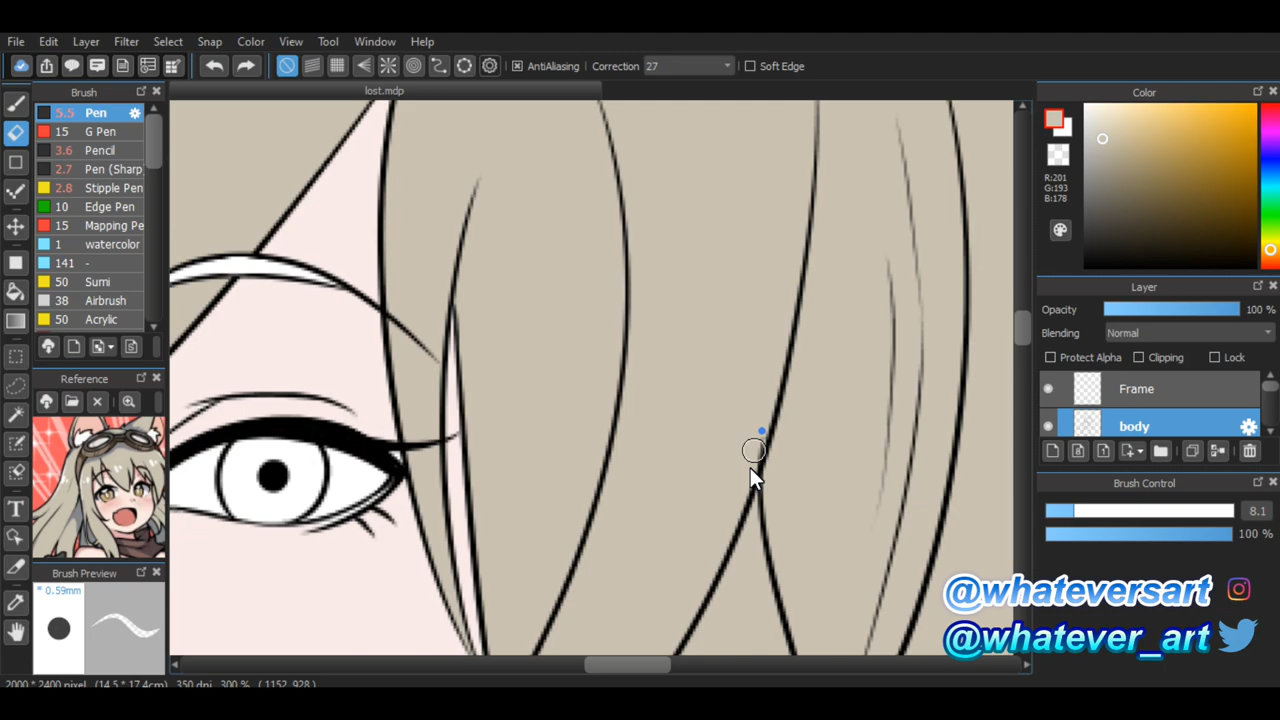 File Edit Layer Filter Select Snap Color View Tool Window Help
AntiAliasing Correction 27 Soft Edge
Brush
lost.mdp
5.5 Pen
15 G Pen
3.6 Pencil
2.7 Pen (Sharp
2.8 Stipple Pen
10 Edge Pen
15 Mapping Pe
1 watercolor
141 -
50 Sumi
38 Airbrush
50 Acrylic
Reference
Brush Preview
* 0.59mm
2000 * 2400 pixel (14.5 * 17.4cm) 350 dpi 300 % ( 1152, 928 )
Color
R:201
G:193
B:178
Layer
Opacity 100 %
Blending Normal
Protect Alpha Clipping Lock
Frame
body
Brush Control
8.1
100 %
@whateversart
@whatever_art